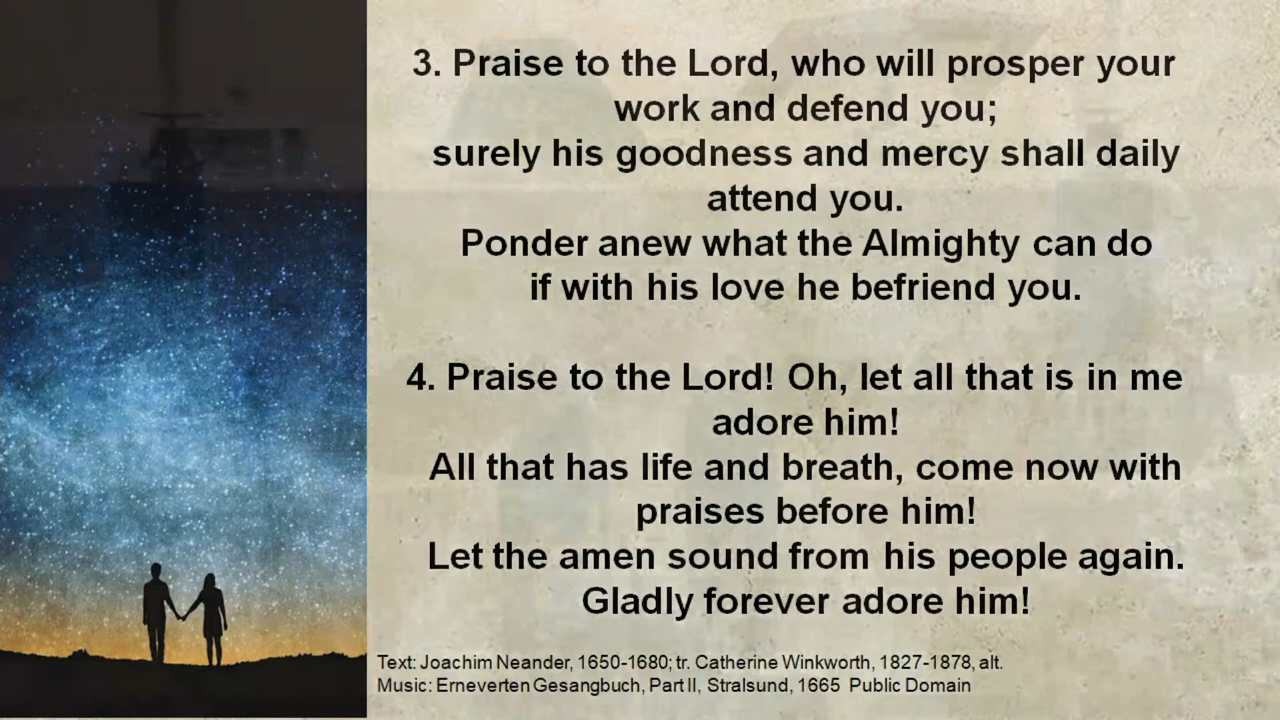 3. Praise to the Lord, who will prosper your
work and defend you;
surely his goodness and mercy shall daily
attend you.
Ponder anew what the Almighty can do
if with his love he befriend you.
4. Praise to the Lord! Oh, let all that is in me
adore him!
All that has life and breath, come now with
praises before him!
Let the amen sound from his people again.
Gladly forever adore him!
Text: Joachim Neander, 1650-1680; tr. Catherine Winkworth, 1827-1878, alt.
Music: Erneverten Gesangbuch, Part II, Stralsund, 1665 Public Domain